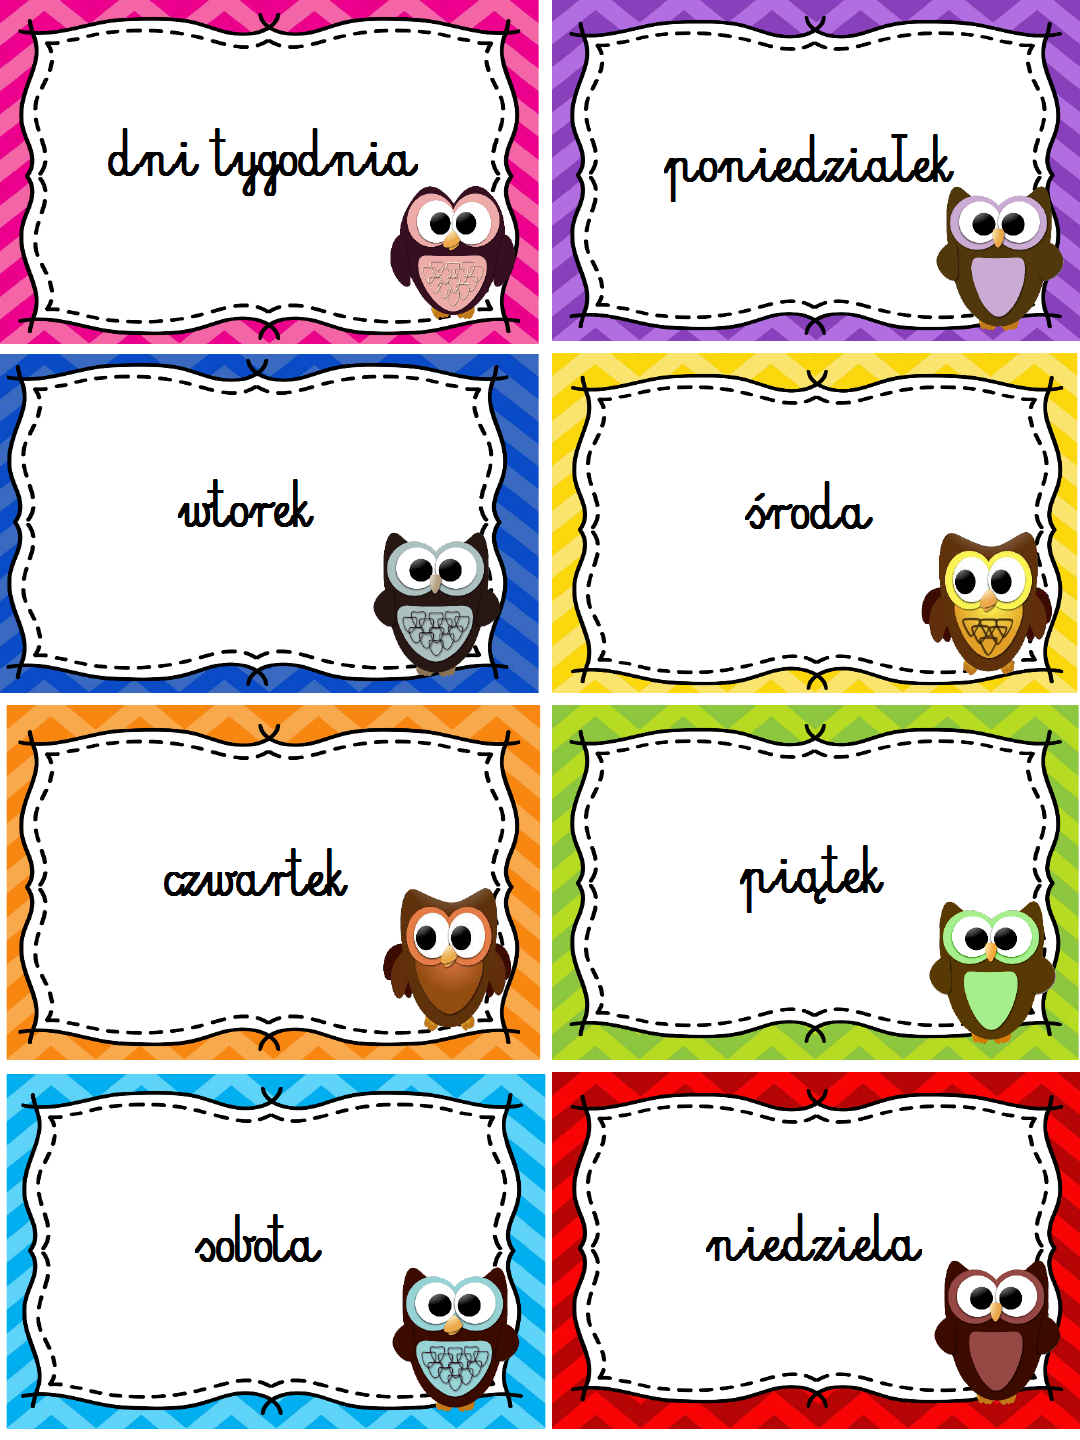 dni tygodnia
poniedziałek
wtorek
środa
czwartek
piątek
sobota
niedziela